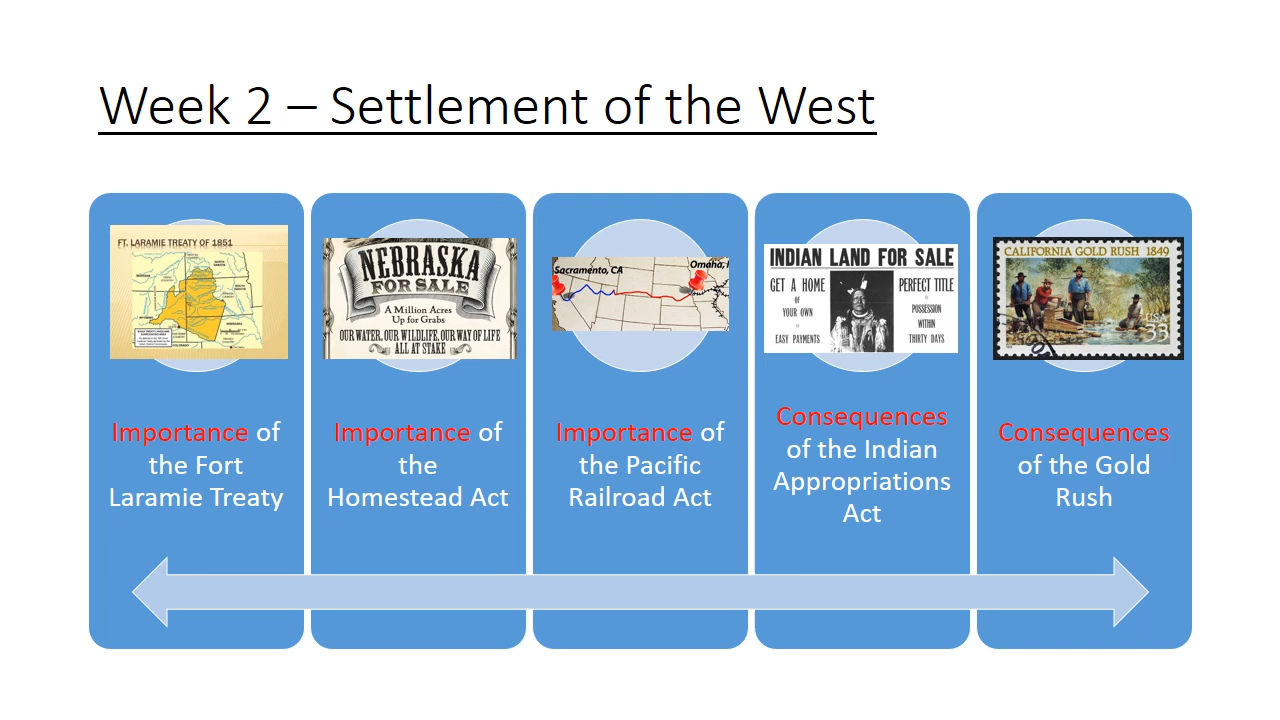 Week 2 – Settlement of the West
FT. LARAMIE TREATY OF 1851
NEBRASKA
FOR SALE
A Million Acres
Up for Grabs
OUR WATER, OUR WILDLIFE, OUR WAY OF LIFE
ALL AT STAKE
Sacramento, CA
Omaha,
INDIAN LAND FOR SALE
GET A HOME
OF
YOUR OWN
EASY PAYMENTS
PERFECT TITLE
POSSESSION
WITHIN
THIRTY DAYS
CALIFORNIA GOLD RUSH 1849
USA
33
Importance of
the Fort
Laramie Treaty
Importance of
the
Homestead Act
Importance of
the Pacific
Railroad Act
Consequences
of the Indian
Appropriations
Act
Consequences
of the Gold
Rush